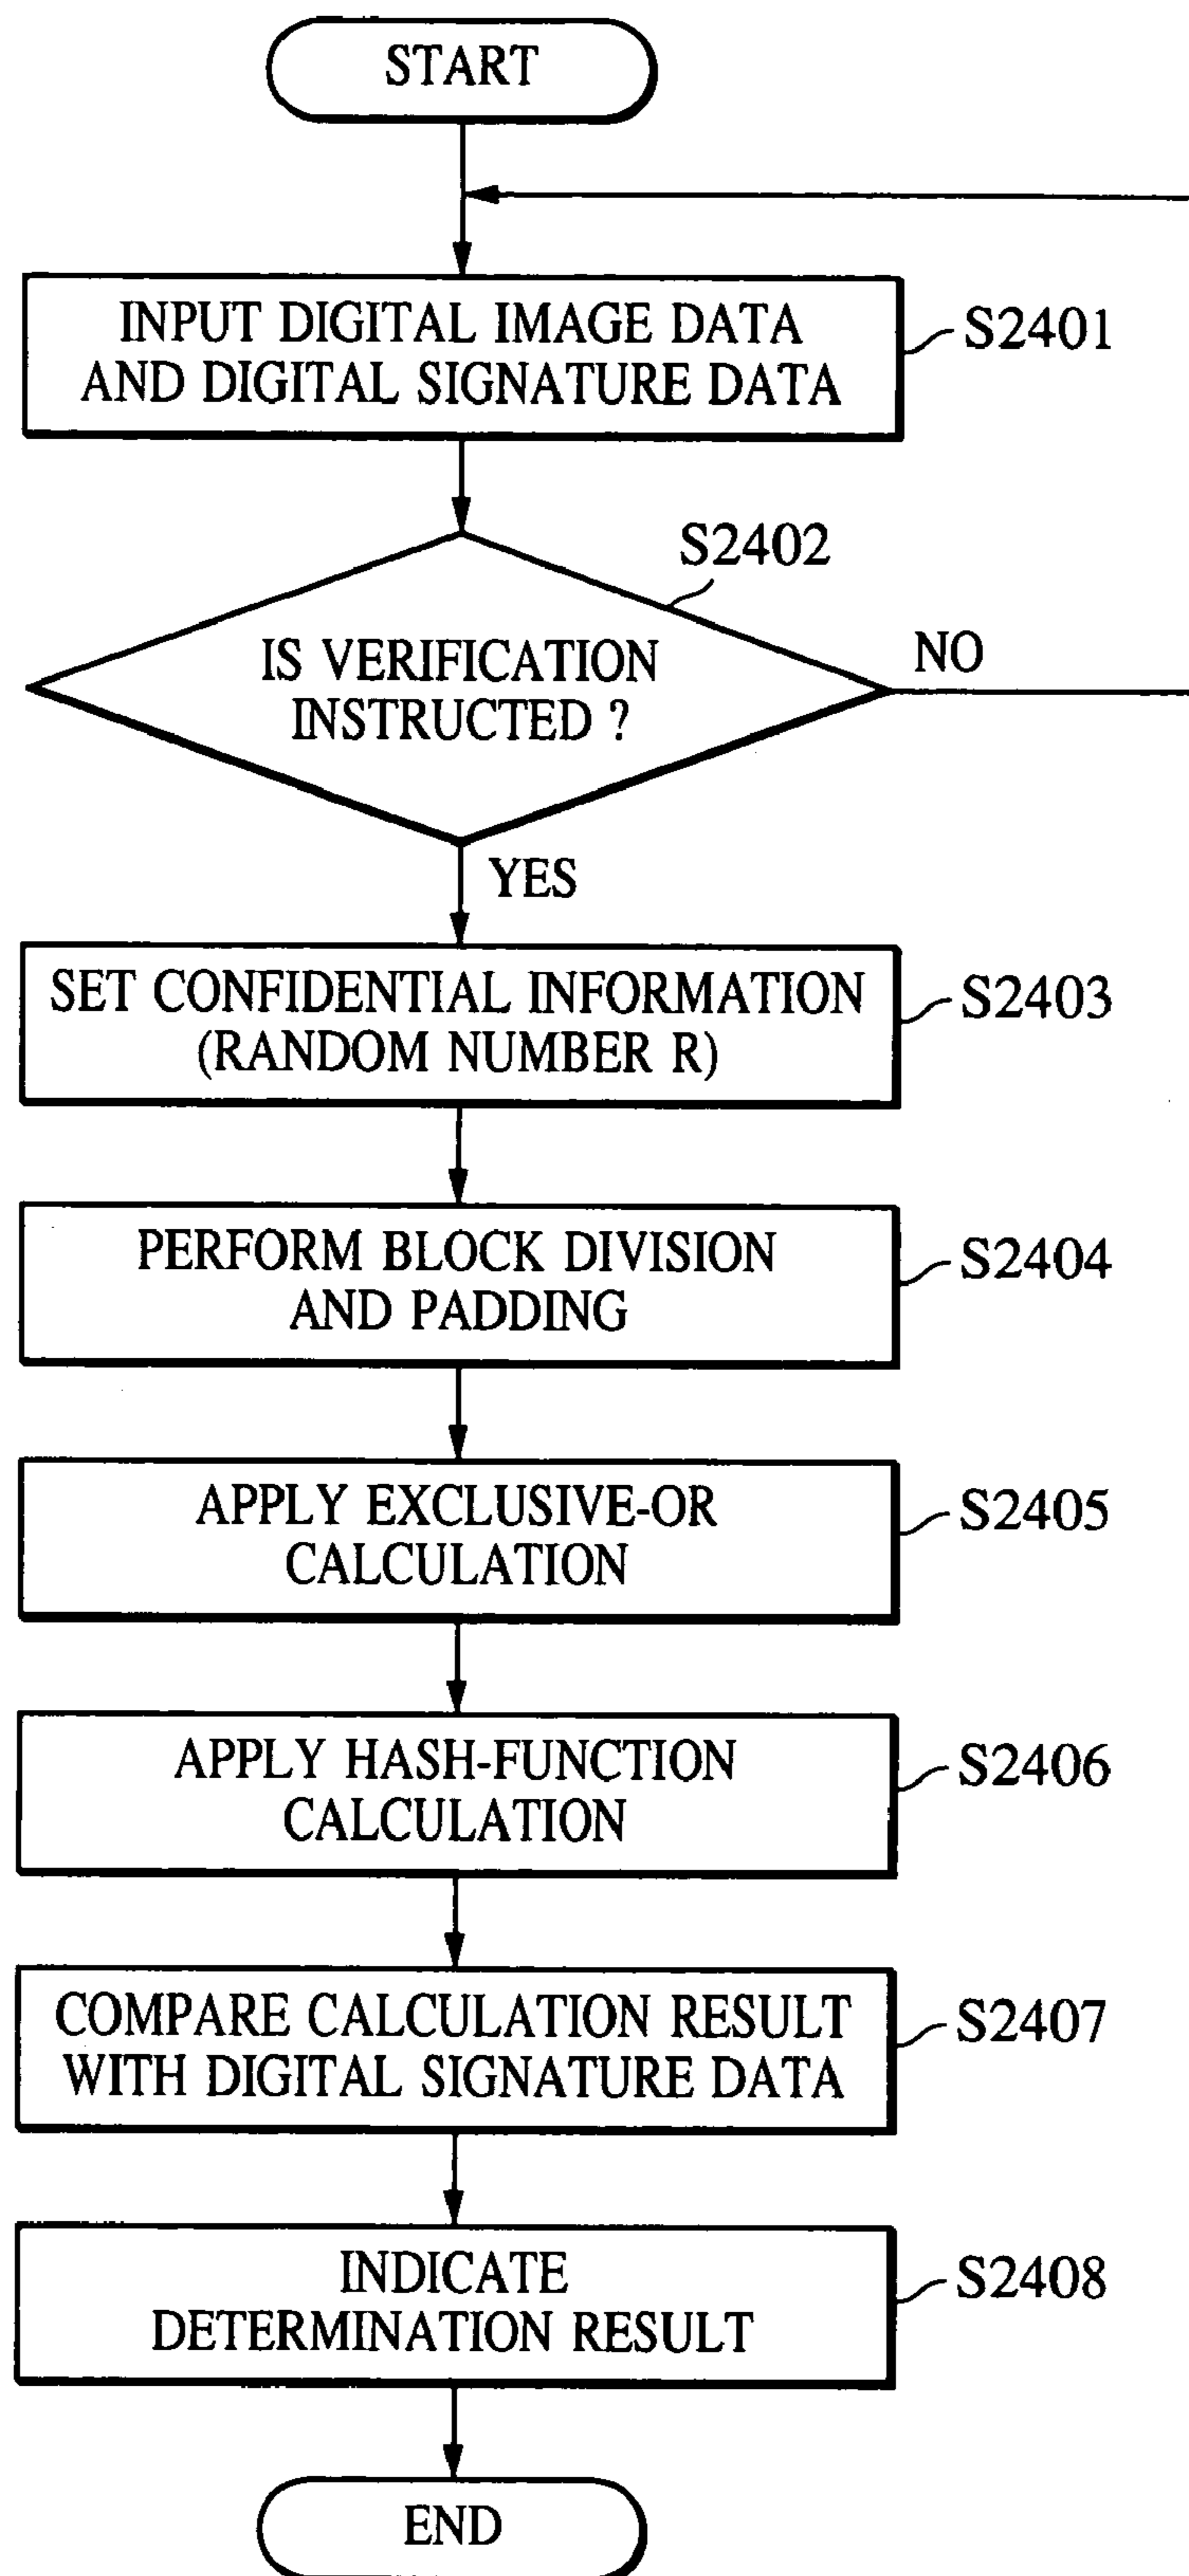 START
INPUT DIGITAL IMAGE DATA
AND DIGITAL SIGNATURE DATA
S2401
S2402
IS VERIFICATION
INSTRUCTED ?
NO
YES
SET CONFIDENTIAL INFORMATION
(RANDOM NUMBER R)
S2403
PERFORM BLOCK DIVISION
AND PADDING
S2404
APPLY EXCLUSIVE-OR
CALCULATION
S2405
APPLY HASH-FUNCTION
CALCULATION
S2406
COMPARE CALCULATION RESULT
WITH DIGITAL SIGNATURE DATA
S2407
INDICATE
DETERMINATION RESULT
S2408
END